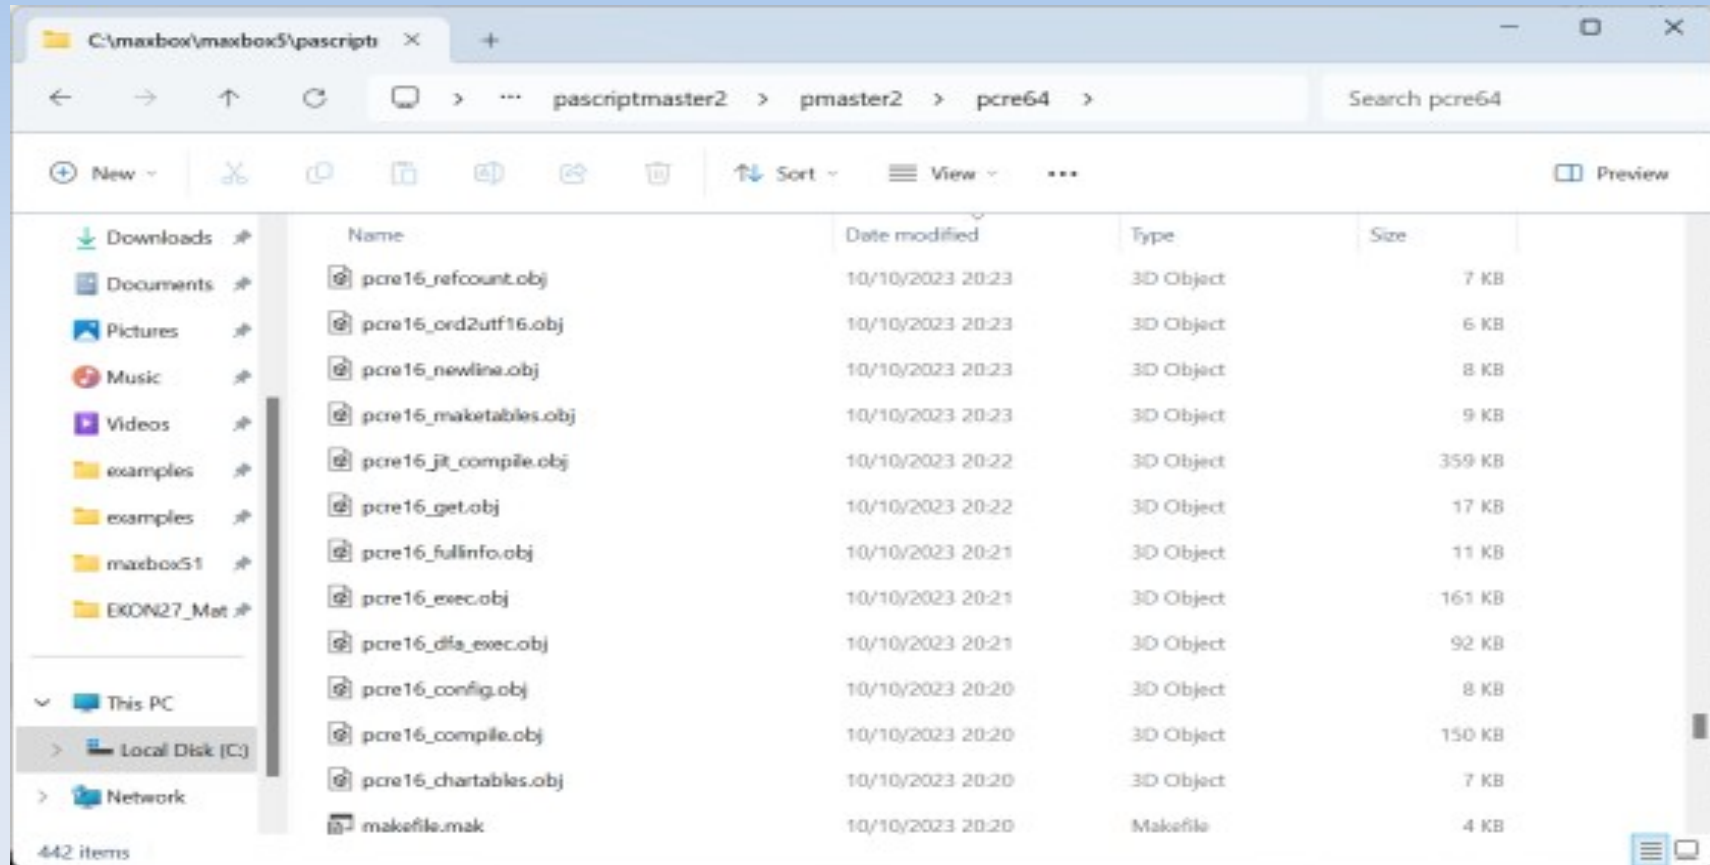 C:\maxbox\maxbox5\pascripti
pascriptmaster2 > pmaster2 > pcre64 >
Search pcre64
New
Sort
View
Preview
Name Date modified Type Size
Downloads
Documents
Pictures
Music
Videos
examples
examples
maxbox51
EKON27_Mat
This PC
Local Disk (C:)
Network
pcre16_refcount.obj 10/10/2023 20:23 3D Object 7 KB
pcre16_ord2utf16.obj 10/10/2023 20:23 3D Object 6 KB
pcre16_newline.obj 10/10/2023 20:23 3D Object 8 KB
pcre16_maketables.obj 10/10/2023 20:23 3D Object 9 KB
pcre16_jit_compile.obj 10/10/2023 20:22 3D Object 359 KB
pcre16_get.obj 10/10/2023 20:22 3D Object 17 KB
pcre16_fullinfo.obj 10/10/2023 20:21 3D Object 11 KB
pcre16_exec.obj 10/10/2023 20:21 3D Object 161 KB
pcre16_dfa_exec.obj 10/10/2023 20:21 3D Object 92 KB
pcre16_config.obj 10/10/2023 20:20 3D Object 8 KB
pcre16_compile.obj 10/10/2023 20:20 3D Object 150 KB
pcre16_chartables.obj 10/10/2023 20:20 3D Object 7 KB
makefile.mak 10/10/2023 20:20 Makefile 4 KB
442 items